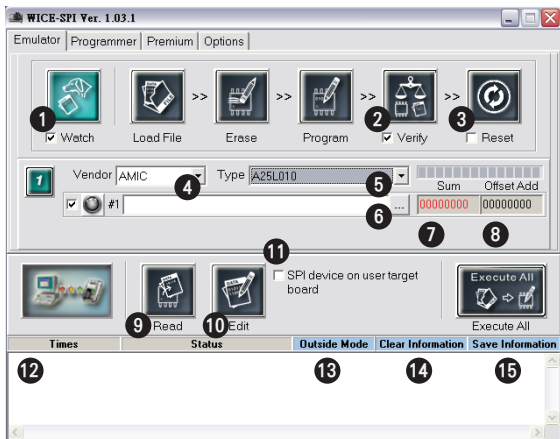 WICE-SPI Ver. 1.03.1
Emulator Programmer Premium Options
1 2 3
Watch Load File >> Erase >> Program >> Verify >> Reset
1 Vendor AMIC 4 Type A25L010 5 Sum Offset Add
#1 ... 6 00000000 00000000
7 8
11
SPI device on user target
board
Execute All
9 Read 10 Edit Execute All
Times Status Outside Mode Clear Information Save Information
12 13 14 15